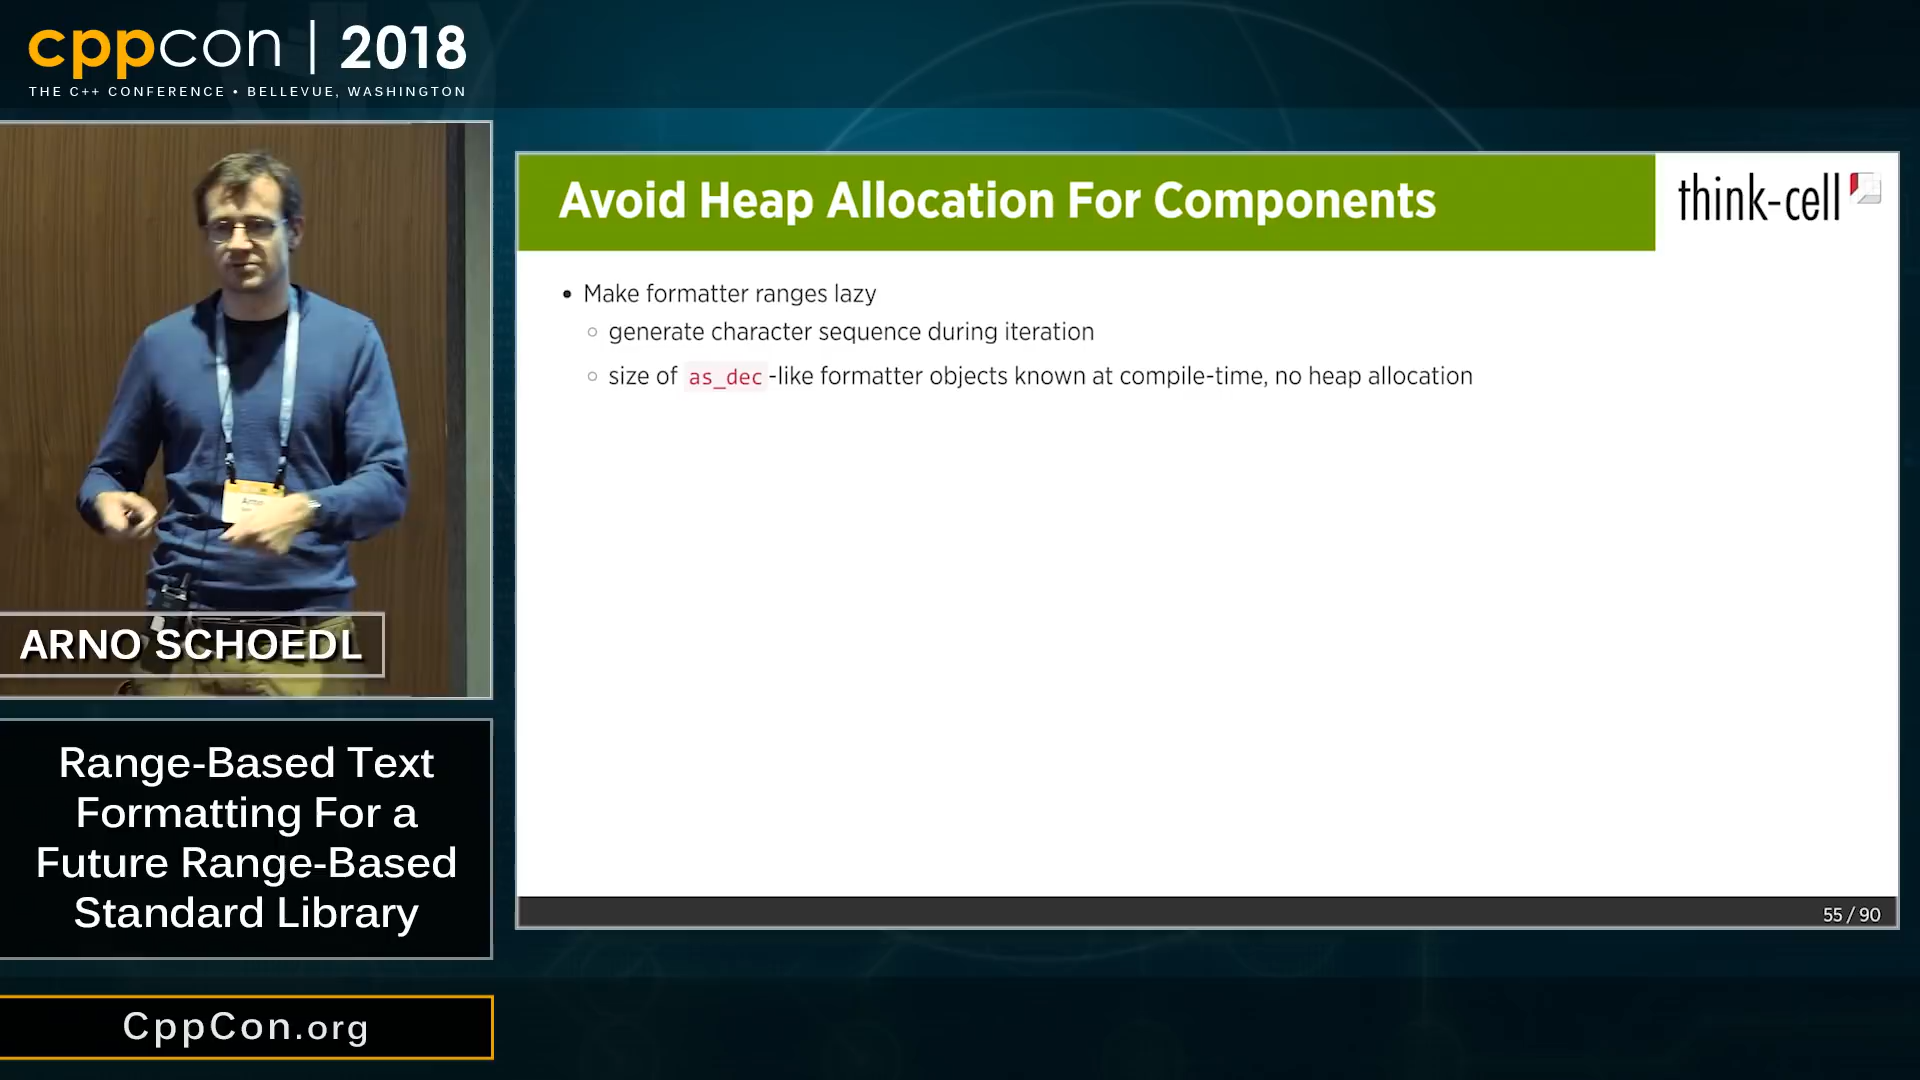 cppcon | 2018
THE C++ CONFERENCE • BELLEVUE, WASHINGTON
Avoid Heap Allocation For Components
think-cell
• Make formatter ranges lazy
○ generate character sequence during iteration
○ size of as_dec-like formatter objects known at compile-time, no heap allocation
Arno
ARNO SCHOEDL
Range-Based Text
Formatting For a
Future Range-Based
Standard Library
55 / 90
CppCon.org